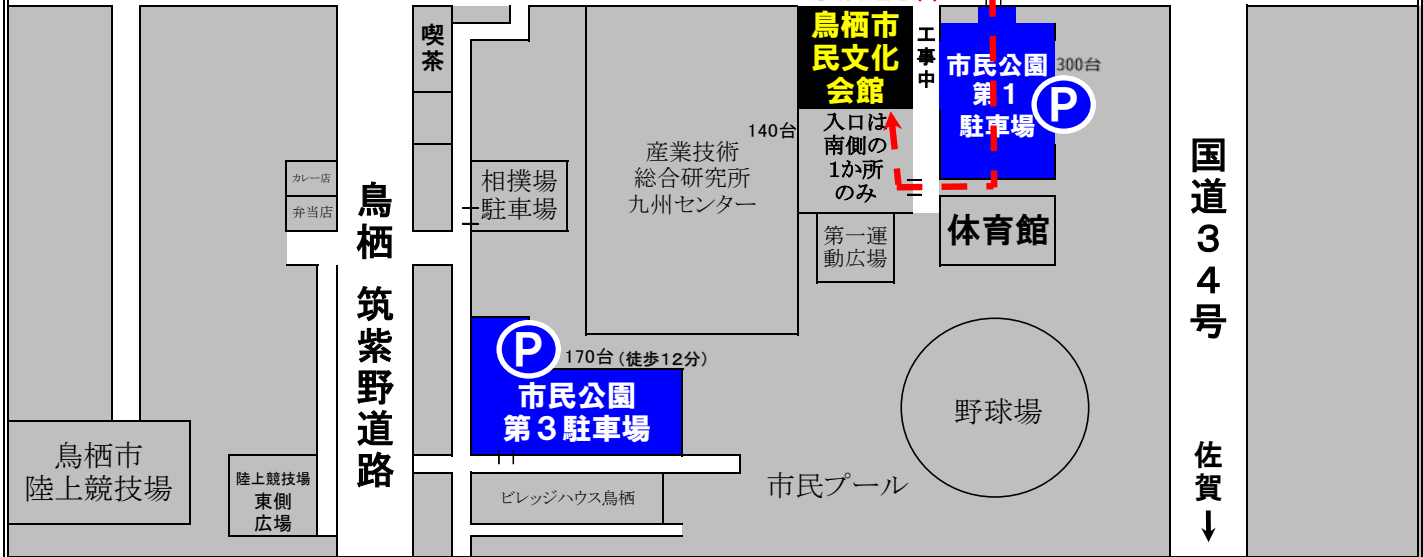 喫
茶
鳥栖市
民文化
会館
工
事
中
市民公園
第1
駐車場
300台
P
140台
入口は
南側の
1か所
のみ
産業技術
総合研究所
九州センター
カレー店
弁当店
相撲場
駐車場
鳥栖 筑紫野道路
第一運
動広場
体育館
国道34号
P
170台(徒歩12分)
市民公園
第3駐車場
野球場
鳥栖市
陸上競技場
陸上競技場
東側
広場
ビレッジハウス鳥栖
市民プール
佐賀↓